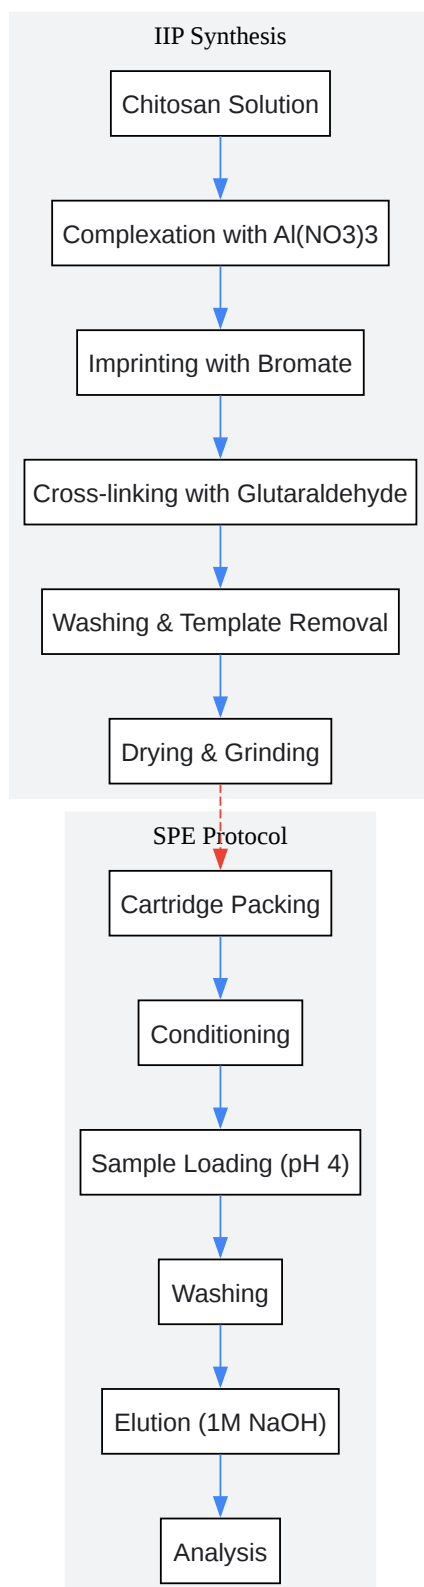 IIP Synthesis
Chitosan Solution
Complexation with Al(NO3)3
Imprinting with Bromate
Cross-linking with Glutaraldehyde
Washing & Template Removal
Drying & Grinding
SPE Protocol
Cartridge Packing
Conditioning
Sample Loading (pH 4)
Washing
Elution (1M NaOH)
Analysis